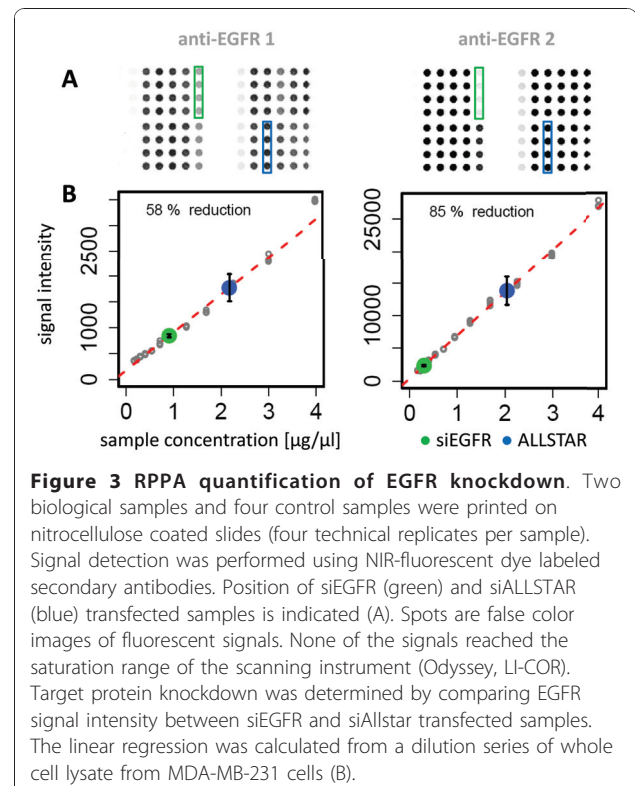 anti-EGFR 1 anti-EGFR 2
A
B
58 % reduction
85 % reduction
signal intensity
0 1000 2500
0 10000 25000
0 1 2 3 4
0 1 2 3 4
sample concentration [µg/µl]
siEGFR ALLSTAR
Figure 3 RPPA quantification of EGFR knockdown. Two
biological samples and four control samples were printed on
nitrocellulose coated slides (four technical replicates per sample).
Signal detection was performed using NIR-fluorescent dye labeled
secondary antibodies. Position of siEGFR (green) and siALLSTAR
(blue) transfected samples is indicated (A). Spots are false color
images of fluorescent signals. None of the signals reached the
saturation range of the scanning instrument (Odyssey, LI-COR).
Target protein knockdown was determined by comparing EGFR
signal intensity between siEGFR and siAllstar transfected samples.
The linear regression was calculated from a dilution series of whole
cell lysate from MDA-MB-231 cells (B).